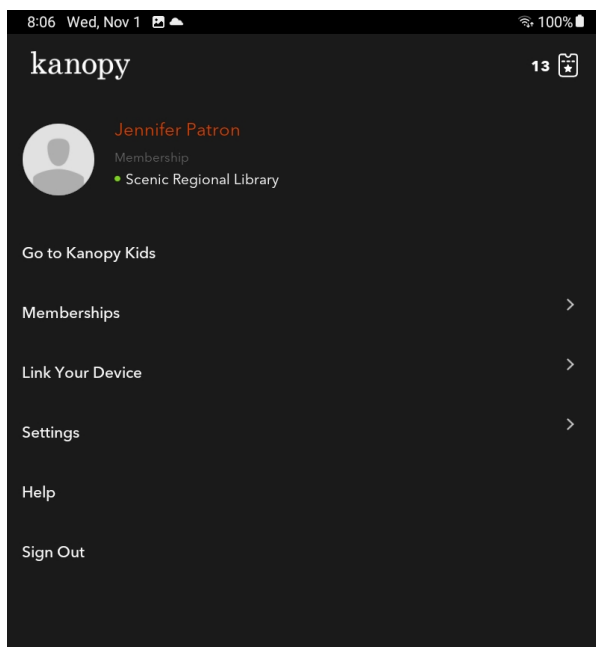 8:06 Wed, Nov 1 100%
kanopy 13
Jennifer Patron
Membership
Scenic Regional Library
Go to Kanopy Kids
Memberships
Link Your Device
Settings
Help
Sign Out